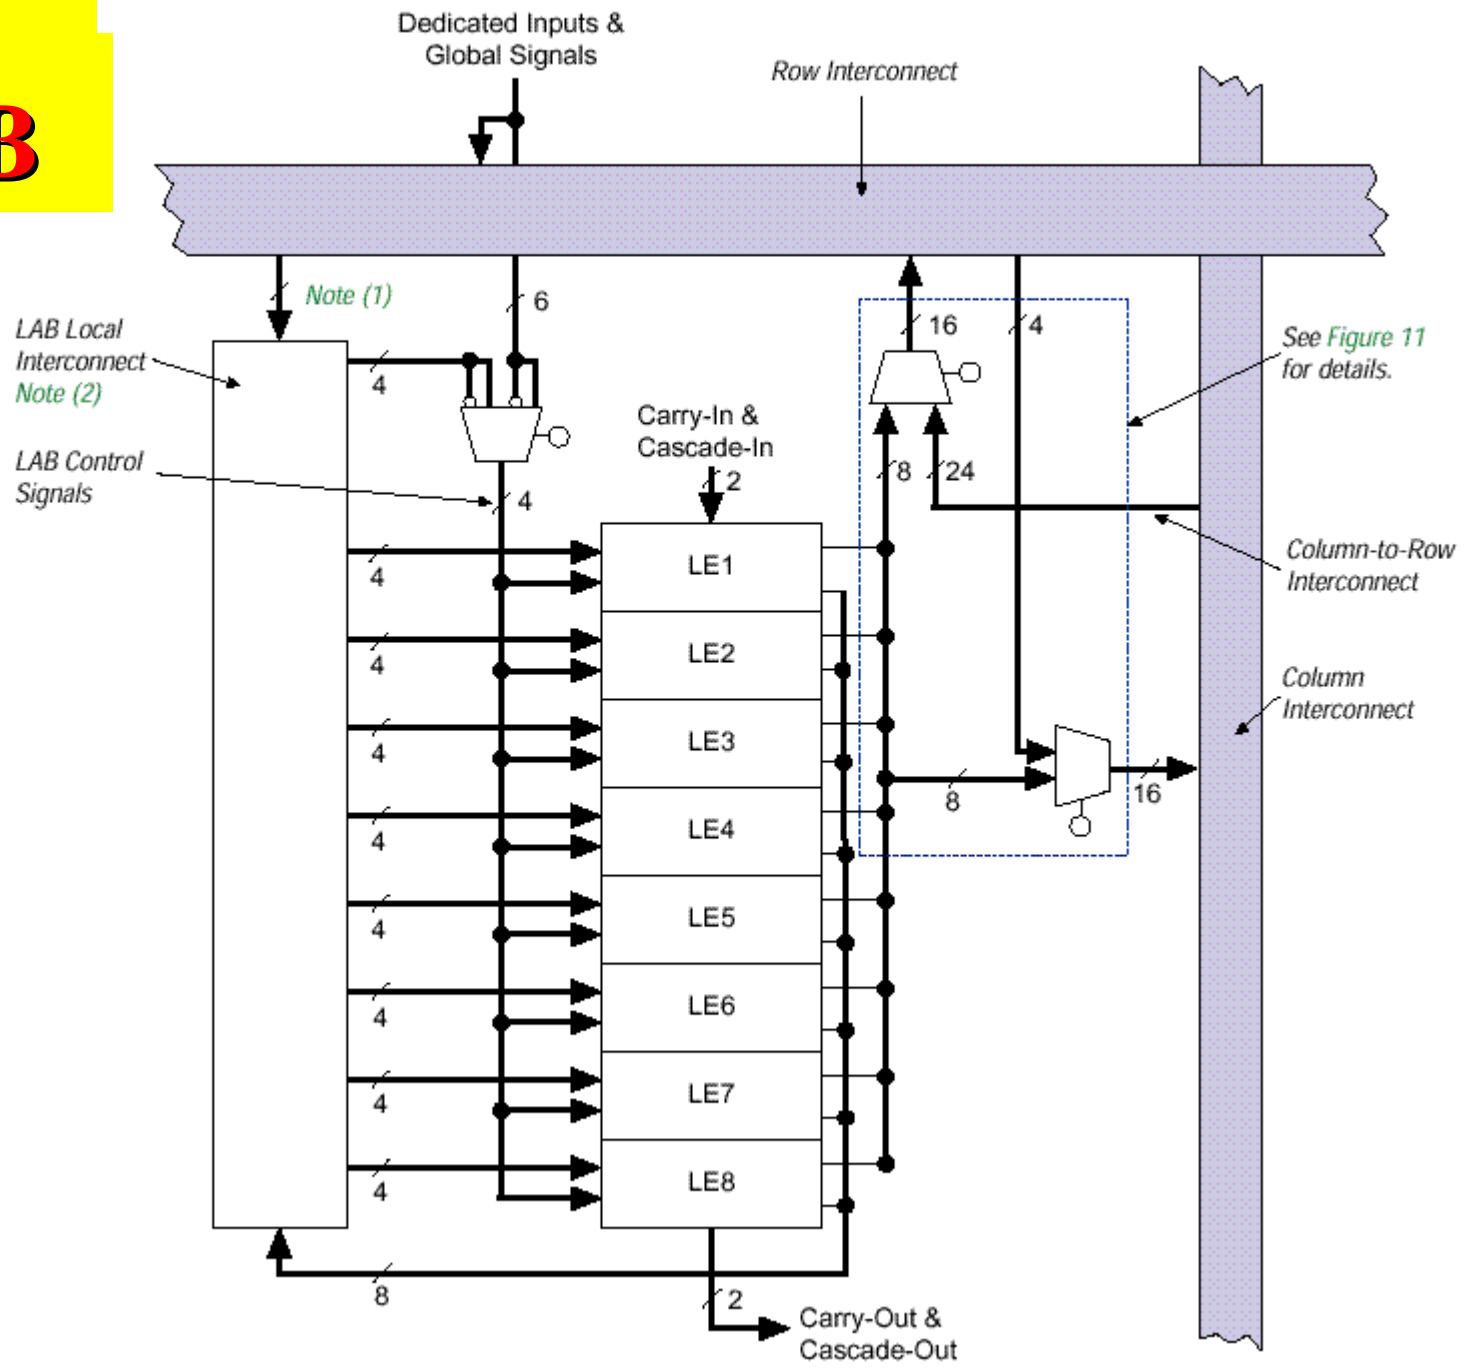 B
Dedicated Inputs &
Global Signals
Row Interconnect
Note (1)
6
16
4
LAB Local
Interconnect
Note (2)
4
See Figure 11
for details.
Carry-In &
Cascade-In
2
LAB Control
Signals
4
8
24
Column-to-Row
Interconnect
4
LE1
4
LE2
Column
Interconnect
4
LE3
8
16
4
LE4
4
LE5
4
LE6
4
LE7
4
LE8
8
2
Carry-Out &
Cascade-Out